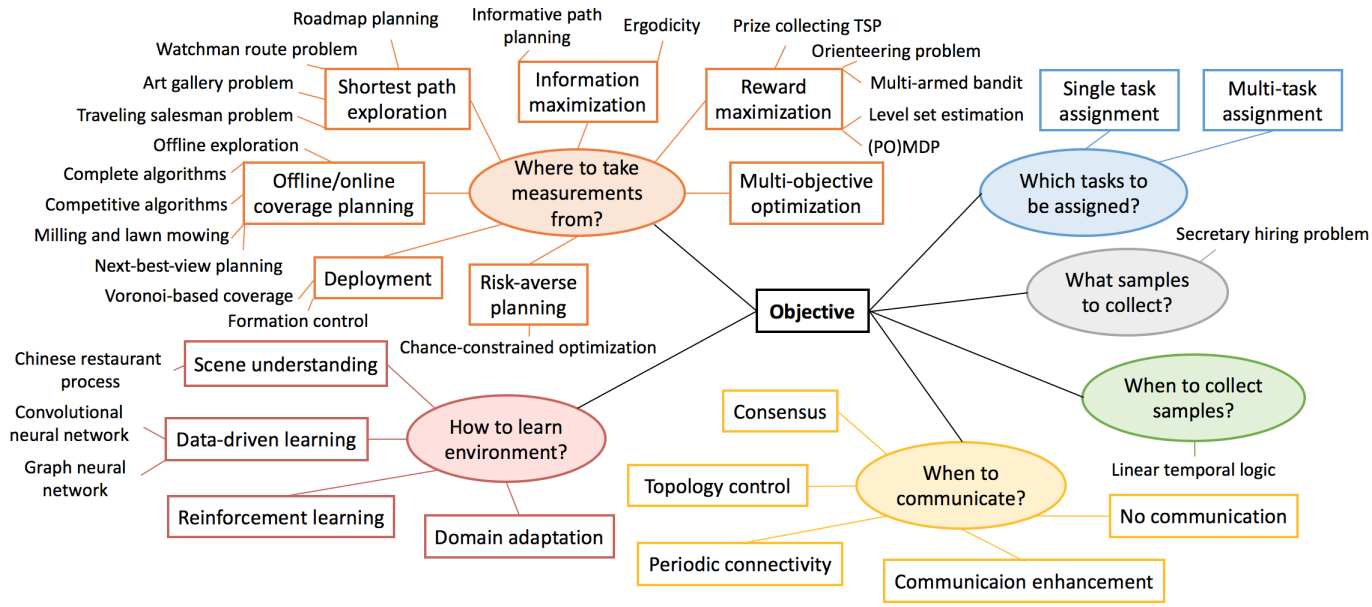 Roadmap planning
Watchman route problem
Art gallery problem
Traveling salesman problem
Shortest path
exploration
Informative path
planning
Ergodicity
Information
maximization
Prize collecting TSP
Orienteering problem
Multi-armed bandit
Level set estimation
(PO)MDP
Reward
maximization
Offline exploration
Complete algorithms
Competitive algorithms
Milling and lawn mowing
Next-best-view planning
Offline/online
coverage planning
Where to take
measurements
from?
Multi-objective
optimization
Voronoi-based coverage
Formation control
Deployment
Risk-averse
planning
Chance-constrained optimization
Single task
assignment
Multi-task
assignment
Which tasks to
be assigned?
Secretary hiring problem
What samples
to collect?
Objective
When to collect
samples?
Linear temporal logic
Chinese restaurant
process
Scene understanding
Convolutional
neural network
Graph neural
network
Data-driven learning
How to learn
environment?
Reinforcement learning
Domain adaptation
Consensus
Topology control
When to
communicate?
Periodic connectivity
Communicaion enhancement
No communication